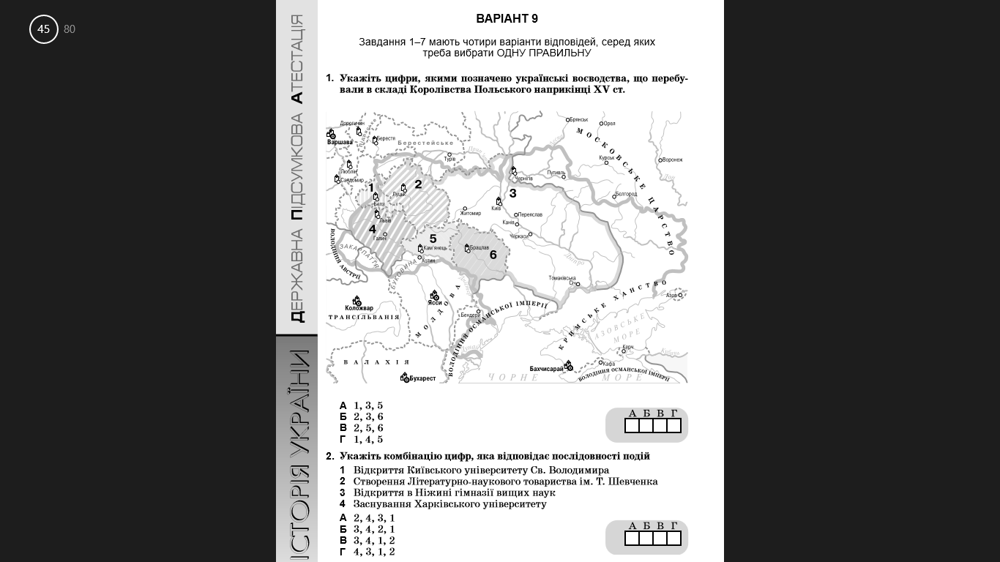 45 80
ДЕРЖАВНА ПІДСУМКОВА АТЕСТАЦІЯ
ІСТОРІЯ УКРАЇНИ
ВАРІАНТ 9
Завдання 1–7 мають чотири варіанти відповідей, серед яких
треба вибрати ОДНУ ПРАВИЛЬНУ
1. Укажіть цифри, якими позначено українські воєводства, що перебу-
вали в складі Королівства Польського наприкінці XV ст.
Дорогичин
Варшава
Берестя
Берестейське
Брянськ
Орел
МОСКОВСЬКЕ ЦАРСТВО
Люблін
Сандомир
Турів
Чернігів
Путивль
Курськ
Воронеж
Дон
1
2
3
Белз
Луцьк
Київ
Бєлгород
Львів
Житомир
Переяслав
Канів
Черкаси
4
Галич
5
Кам'янець
Брацлав
6
Хотин
ЗАКАРПАТТЯ
БУКОВИНА
ВОЛОДІННЯ АВСТРІЇ
Дніпро
Томаківська
Січ
Коложвар
ТРАНСІЛЬВАНІЯ
Ясси
МОЛДОВА
Бендери
ВОЛОДІННЯ ОСМАНСЬКОЇ ІМПЕРІЇ
КРИМСЬКЕ ХАНСТВО
Азов
АЗОВСЬКЕ
МОРЕ
Керч
Кубань
ВАЛАХІЯ
Дунай
Бухарест
Бахчисарай
Кафа
ВОЛОДІННЯ ОСМАНСЬКОЇ ІМПЕРІЇ
ЧОРНЕ МОРЕ
А 1, 3, 5
Б 2, 3, 6
В 2, 5, 6
Г 1, 4, 5
А Б В Г
2. Укажіть комбінацію цифр, яка відповідає послідовності подій
1 Відкриття Київського університету Св. Володимира
2 Створення Літературно-наукового товариства ім. Т. Шевченка
3 Відкриття в Ніжині гімназії вищих наук
4 Заснування Харківського університету
А 2, 4, 3, 1
Б 3, 4, 2, 1
В 3, 4, 1, 2
Г 4, 3, 1, 2
А Б В Г